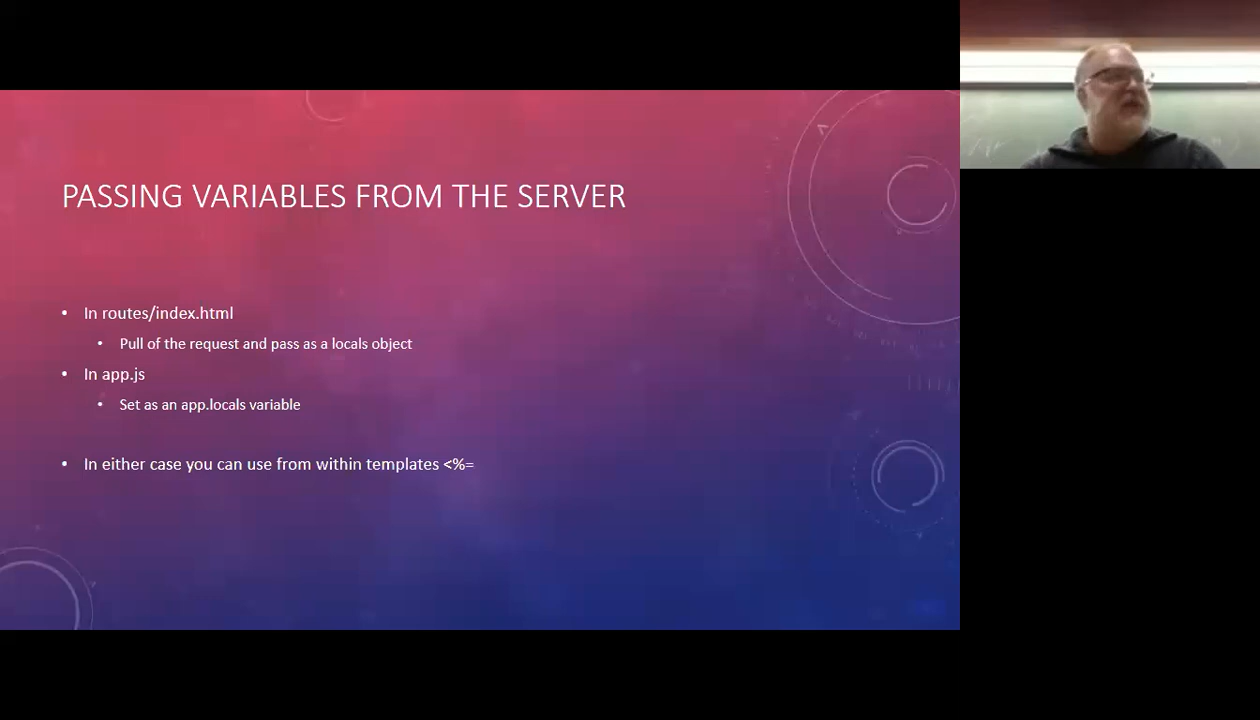 PASSING VARIABLES FROM THE SERVER
• In routes/index.html
• Pull of the request and pass as a locals object
• In app.js
• Set as an app.locals variable
• In either case you can use from within templates <%=